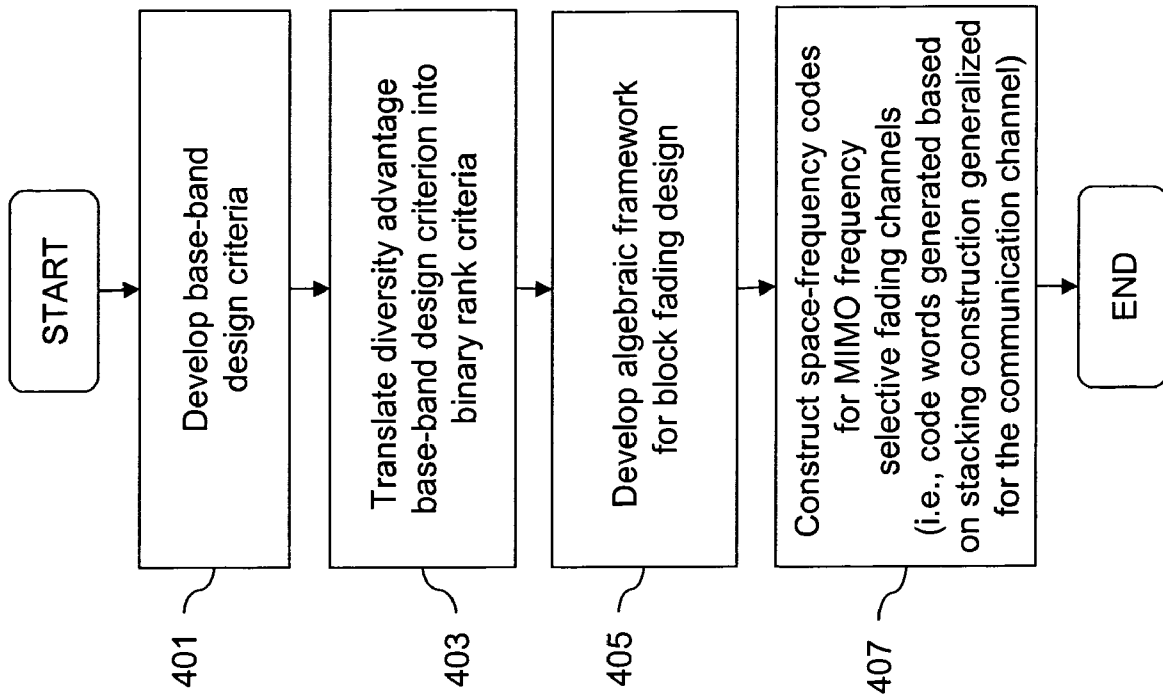 START
401
Develop base-band
design criteria
403
Translate diversity advantage
base-band design criterion into
binary rank criteria
405
Develop algebraic framework
for block fading design
407
Construct space-frequency codes
for MIMO frequency
selective fading channels
(i.e., code words generated based
on stacking construction generalized
for the communication channel)
END